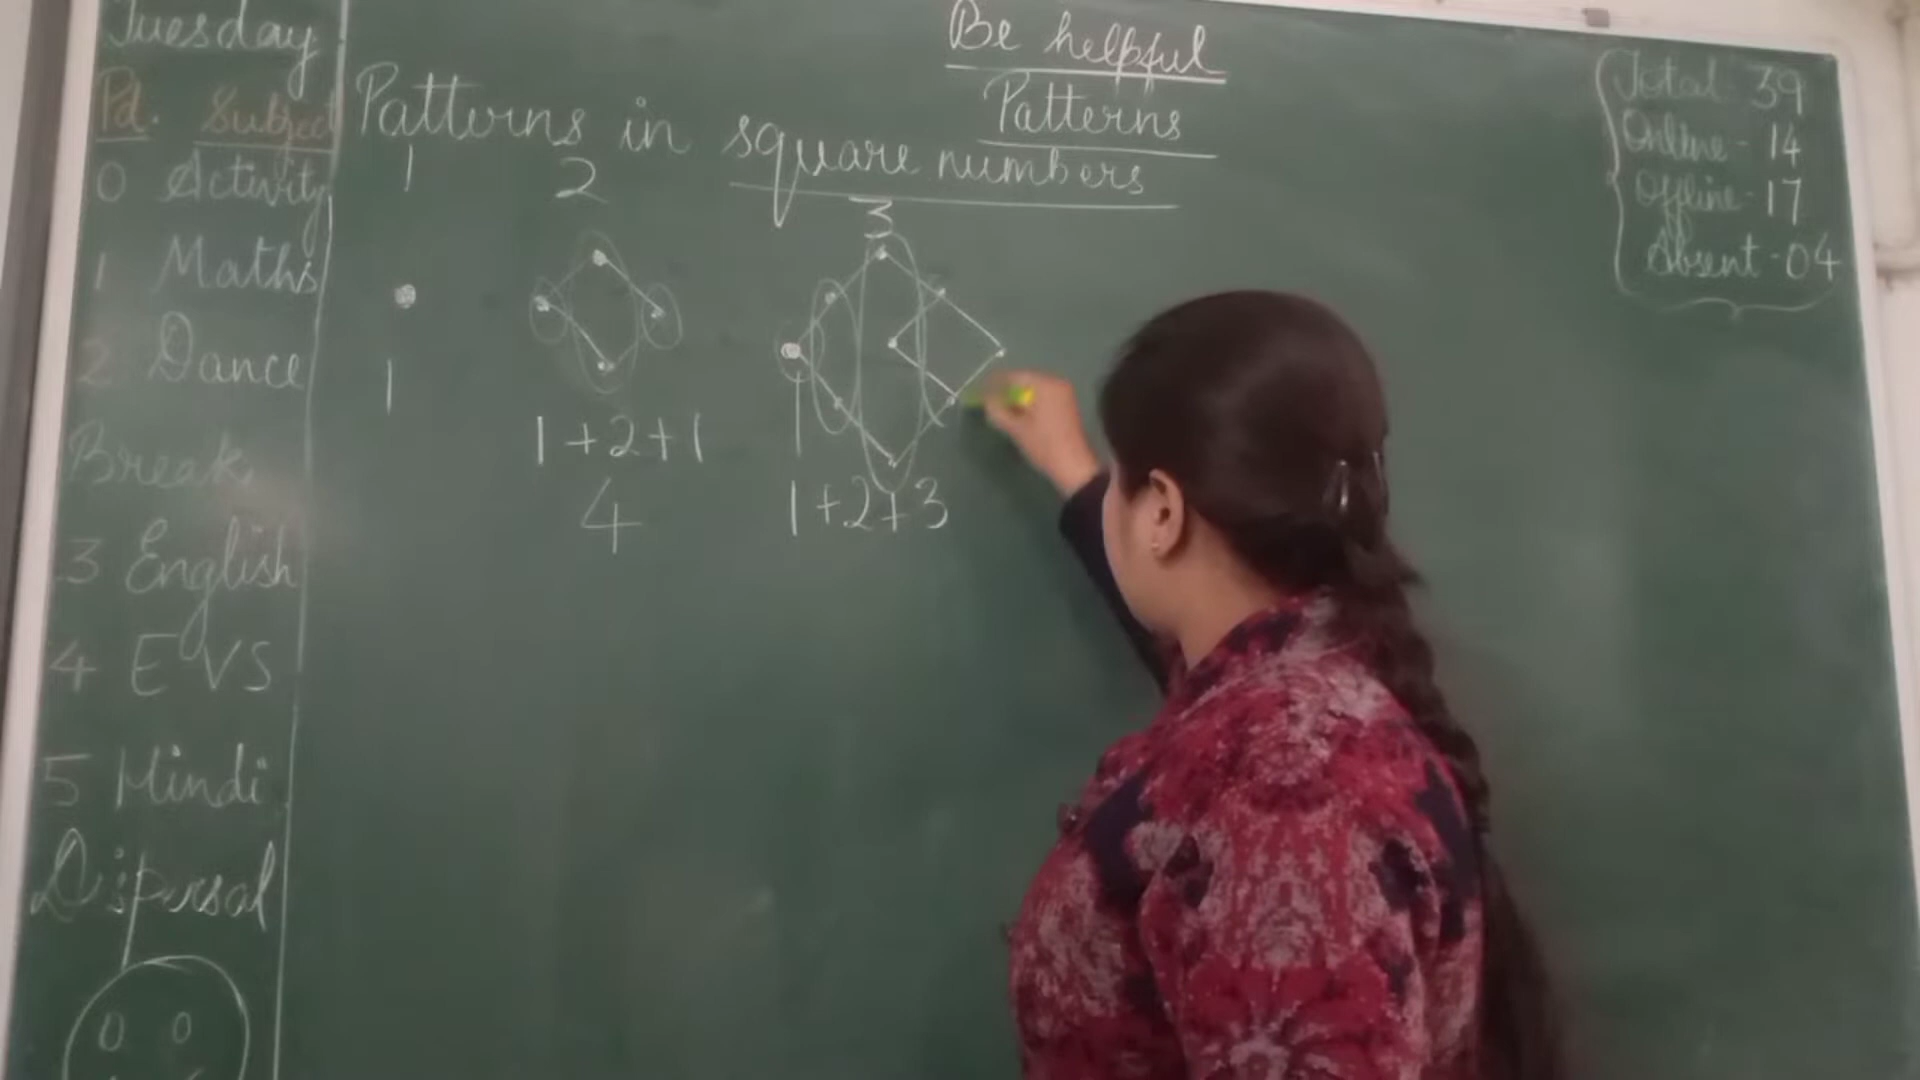 Tuesday
Pd. Subject
0 Activity
1 Maths
2 Dance
Break
3 English
4 EVS
5 Hindi
Dispersal
Be helpful
Patterns
Patterns in square numbers
1 2 3
1
1+2+1
4
1
1+2+3
Total - 39
Online - 14
Offline - 17
Absent - 04